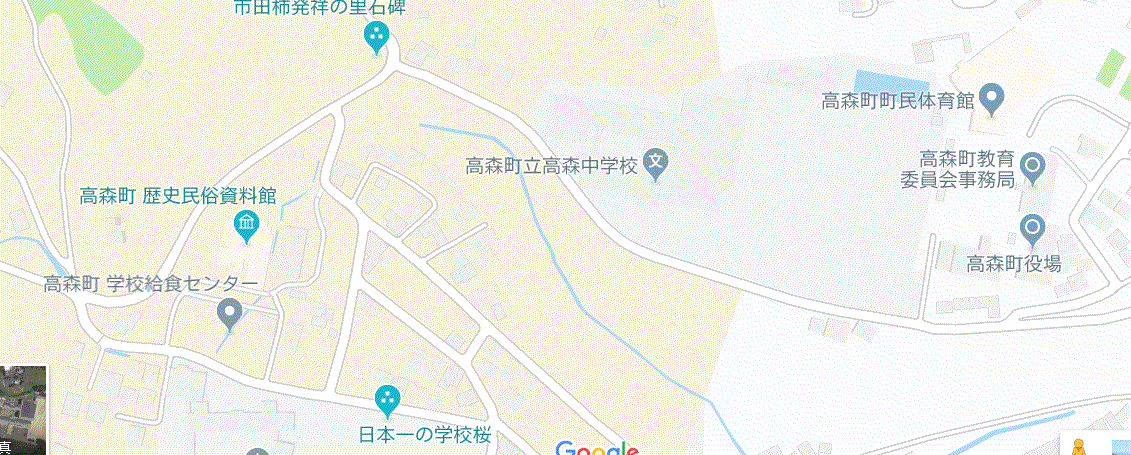 市田柿発祥の里石碑
高森町町民体育館
高森町立高森中学校
文
高森町教育
委員会事務局
高森町 歴史民俗資料館
高森町役場
高森町 学校給食センター
日本一の学校桜
真
Google